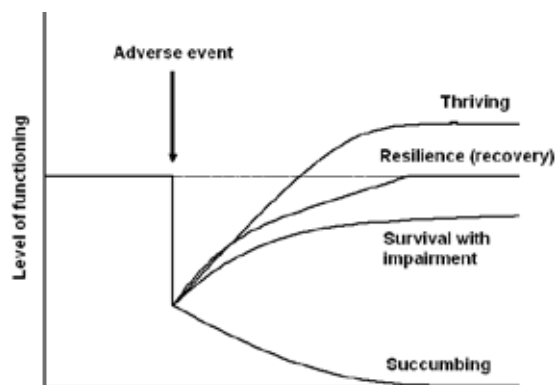 Adverse event
Thriving
Resilience (recovery)
Survival with
impairment
Succumbing
Level of functioning